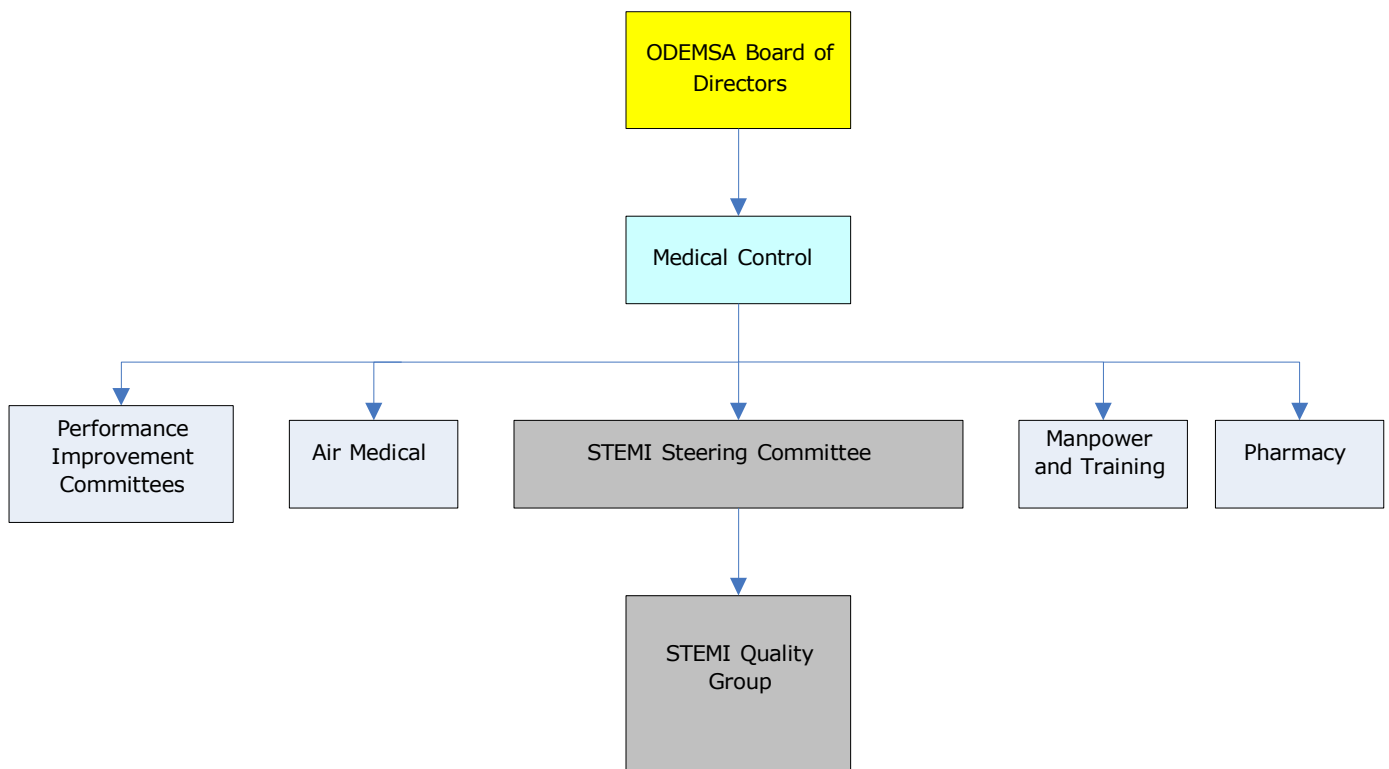 ODEMSA Board of
Directors
Medical Control
Performance
Improvement
Committees
Air Medical
STEMI Steering Committee
Manpower
and Training
Pharmacy
STEMI Quality
Group